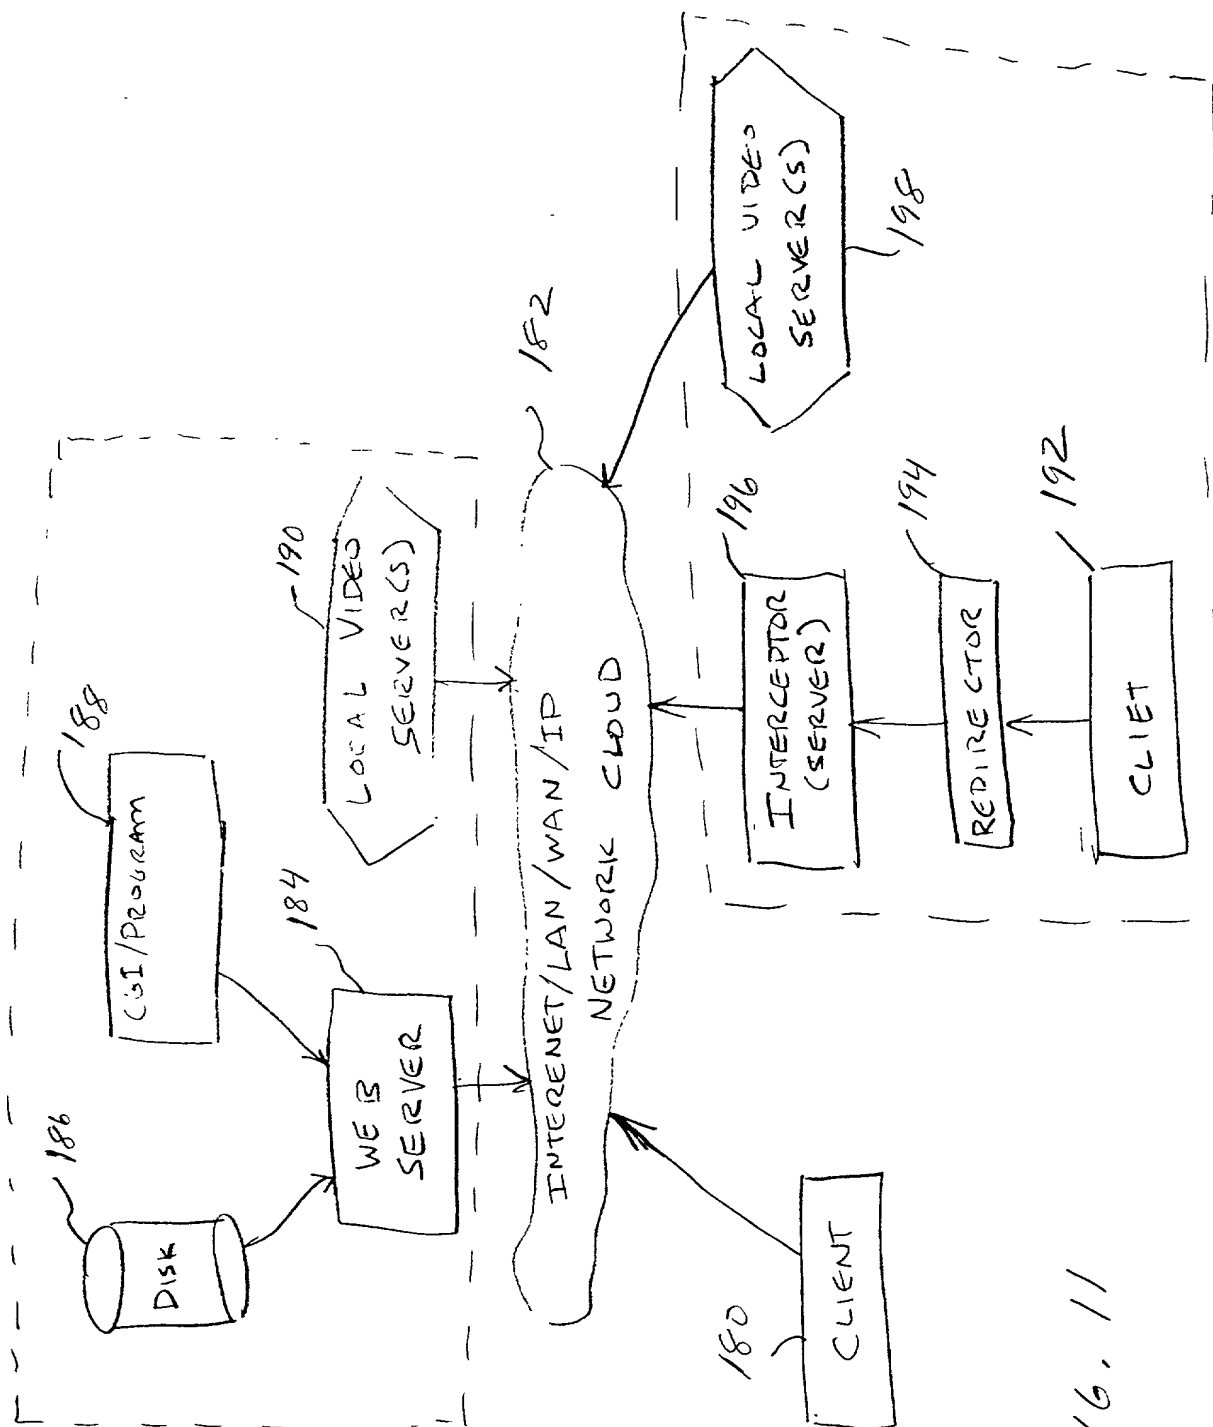 186
DISK
188
CGI/PROGRAM
184
WEB
SERVER
190
LOCAL VIDEO
SERVER(S)
182
INTERENET/LAN/WAN/IP
NETWORK CLOUD
180
CLIENT
196
INTERCEPTOR
(SERVER)
194
REDIRECTOR
192
CLIET
LOCAL VIDEO
SERVER(S)
198
G. 11